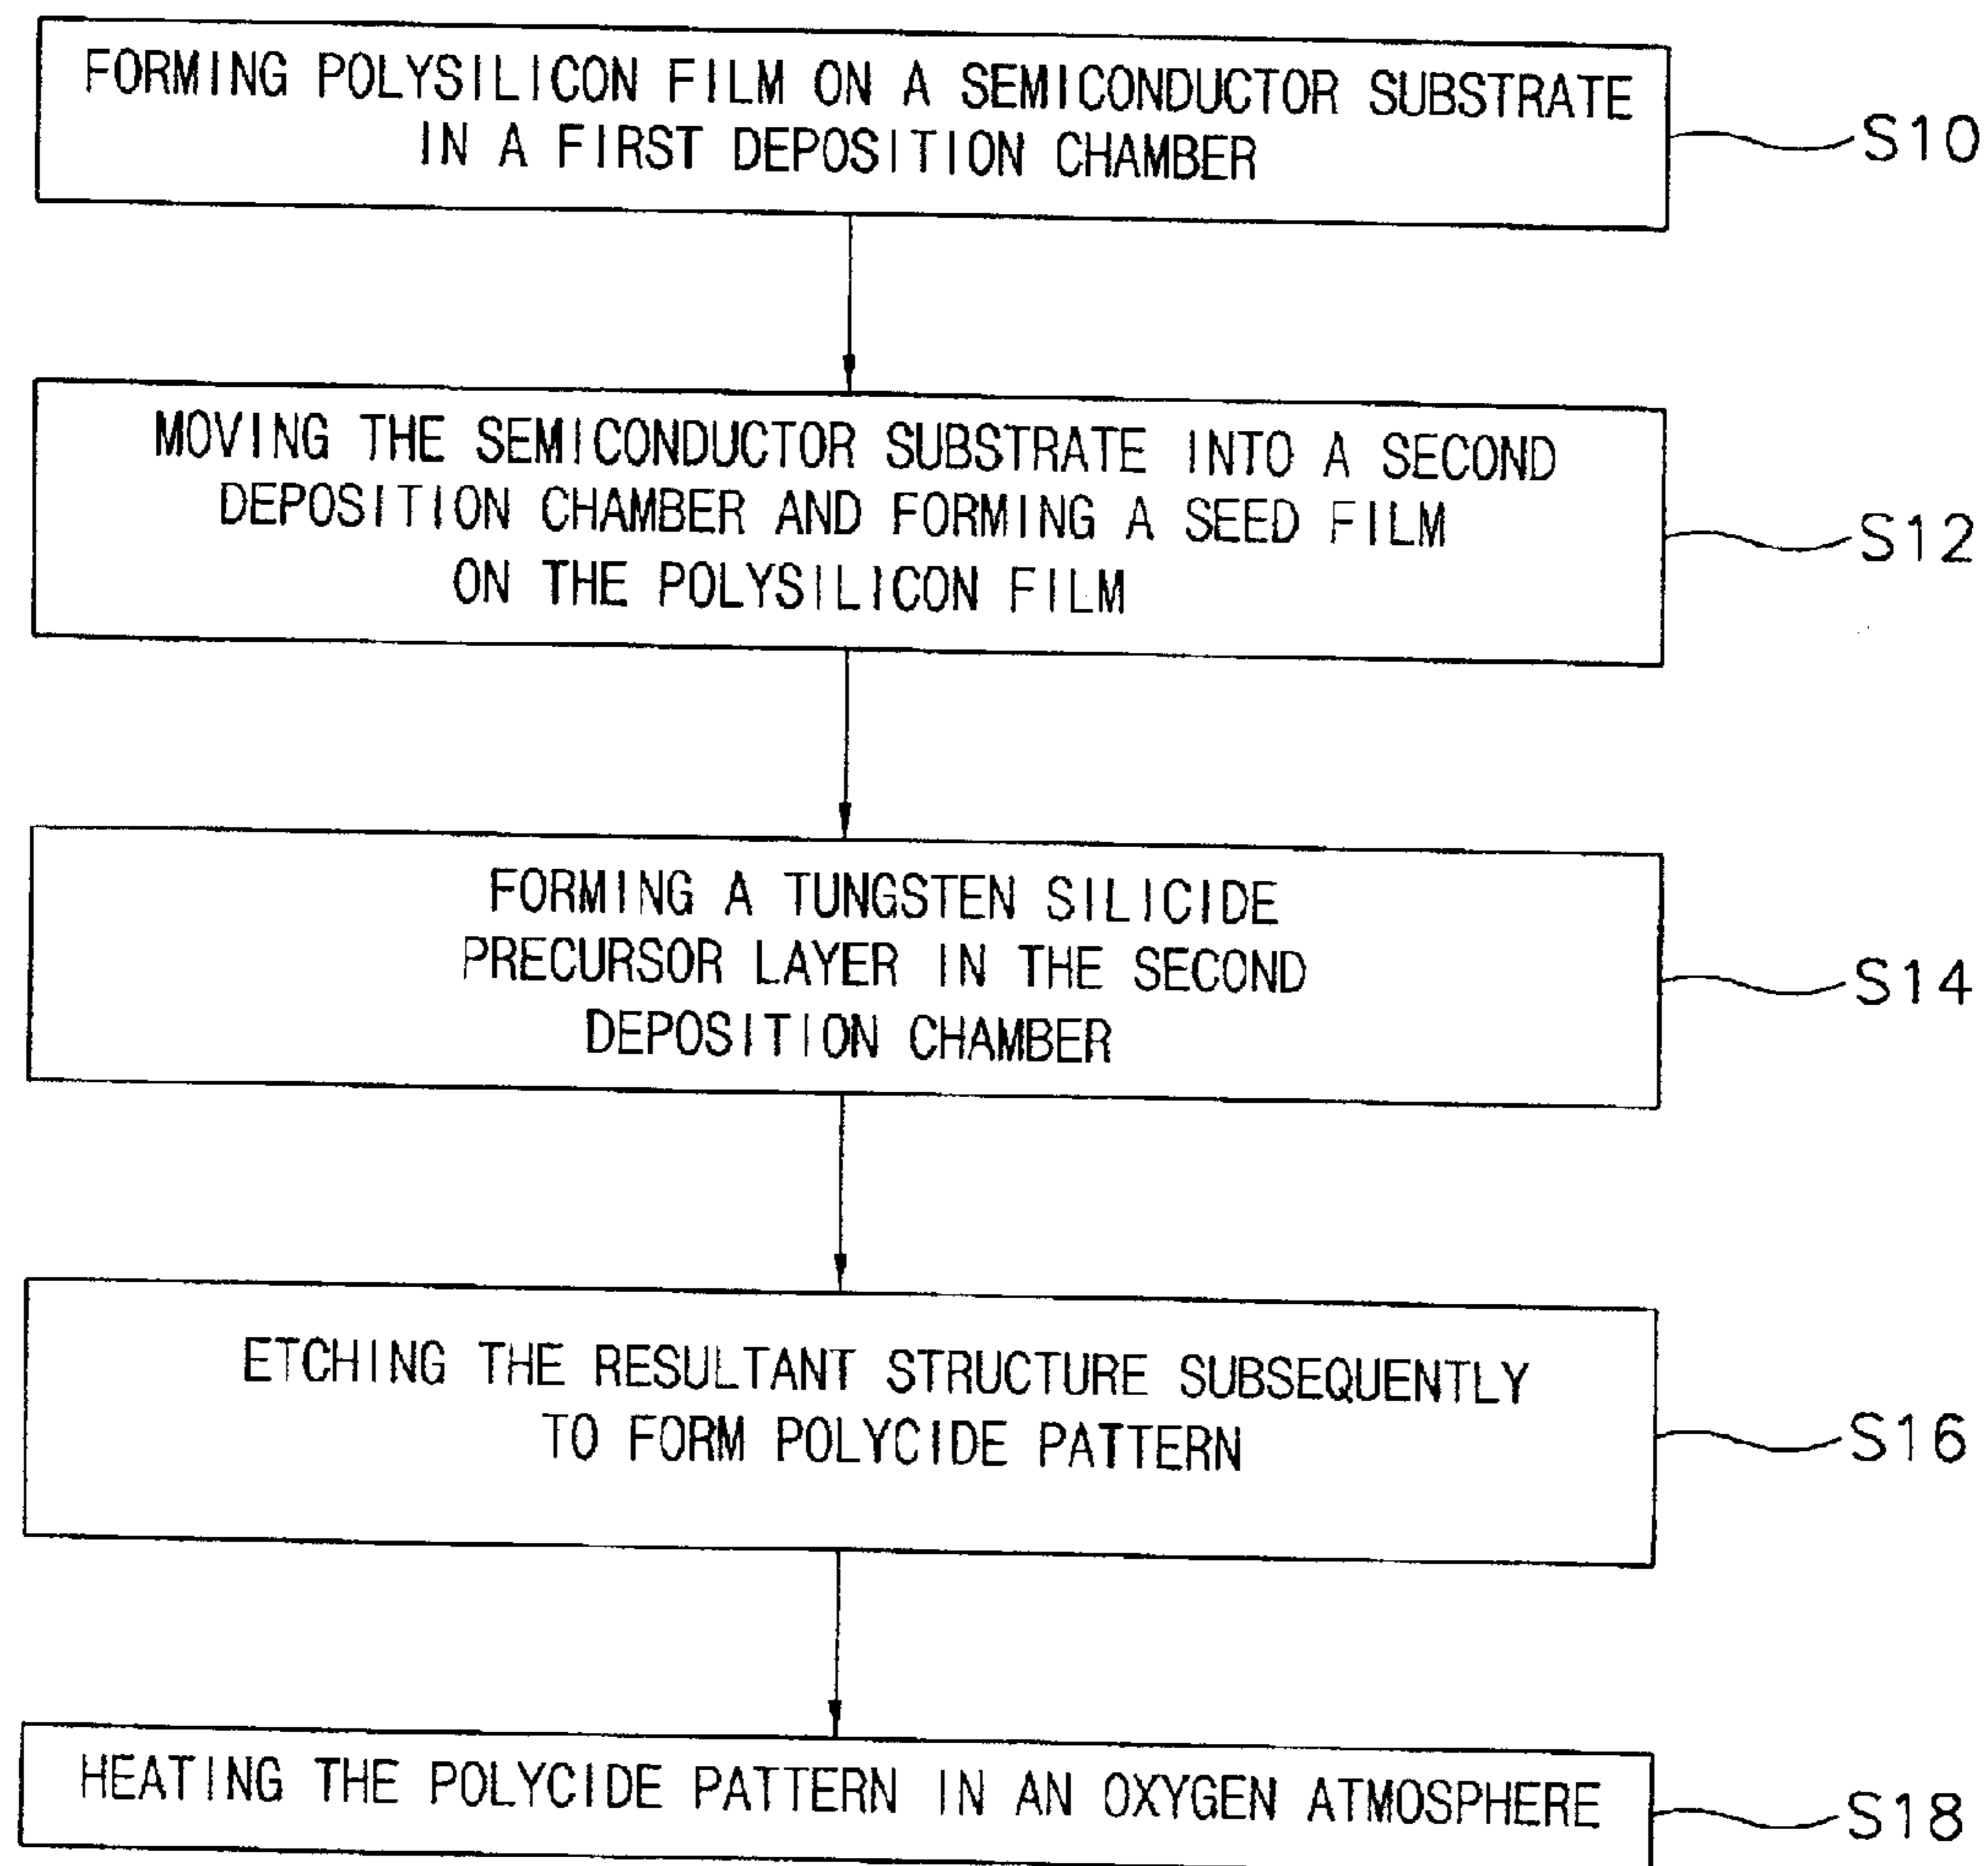 FORMING POLYSILICON FILM ON A SEMICONDUCTOR SUBSTRATE
IN A FIRST DEPOSITION CHAMBER
S10
MOVING THE SEMICONDUCTOR SUBSTRATE INTO A SECOND
DEPOSITION CHAMBER AND FORMING A SEED FILM
ON THE POLYSILICON FILM
S12
FORMING A TUNGSTEN SILICIDE
PRECURSOR LAYER IN THE SECOND
DEPOSITION CHAMBER
S14
ETCHING THE RESULTANT STRUCTURE SUBSEQUENTLY
TO FORM POLYCIDE PATTERN
S16
HEATING THE POLYCIDE PATTERN IN AN OXYGEN ATMOSPHERE
S18